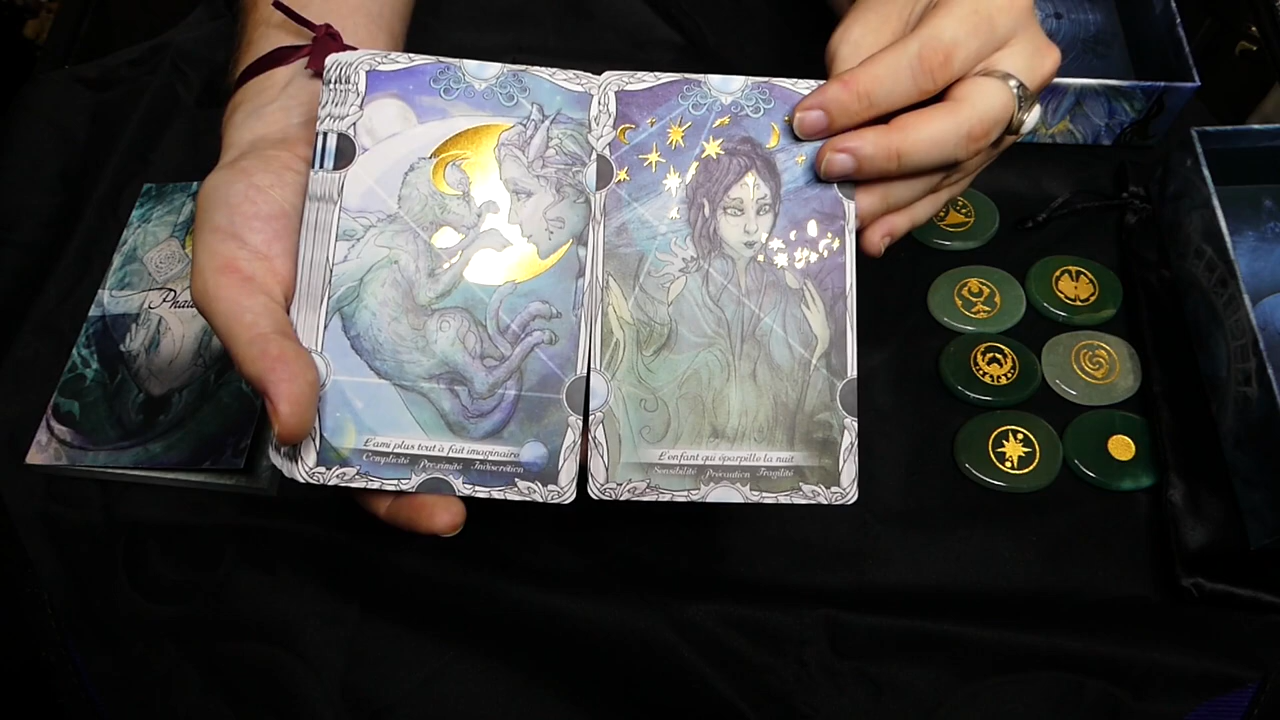 L'ami plus tout à fait imaginaire
Complicité Proximité Indiscrétion
L'enfant qui éparpille la nuit
Sensibilité Précaution Fragilité